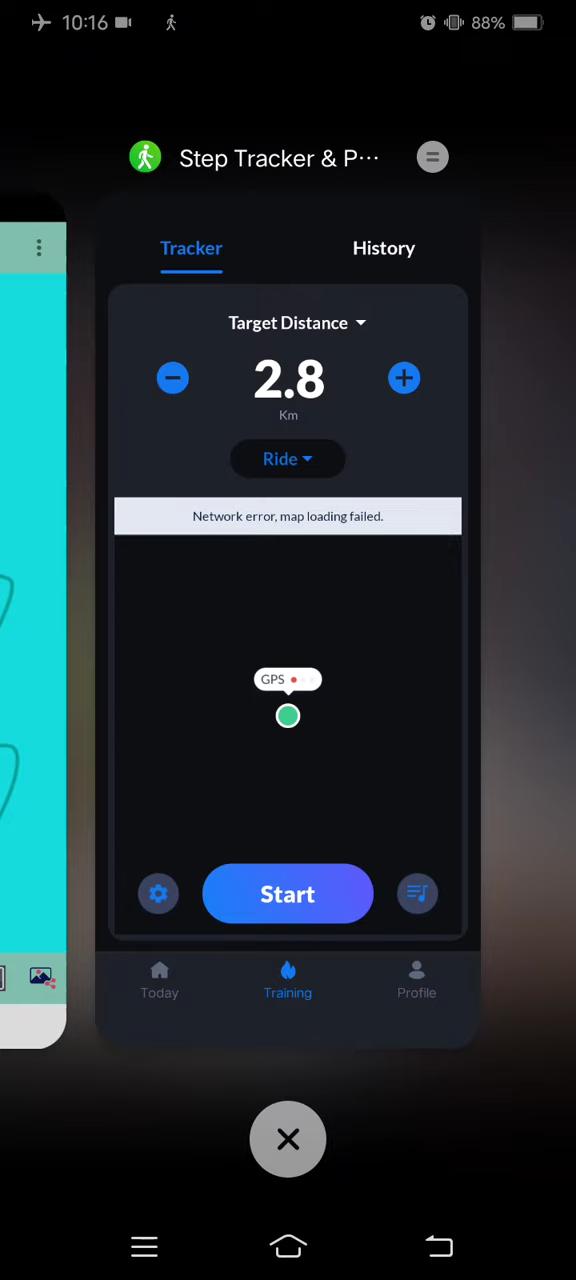 10:16
88%
Step Tracker & P···
Tracker
History
Target Distance
2.8
Km
Ride
Network error, map loading failed.
GPS
Start
Today
Training
Profile